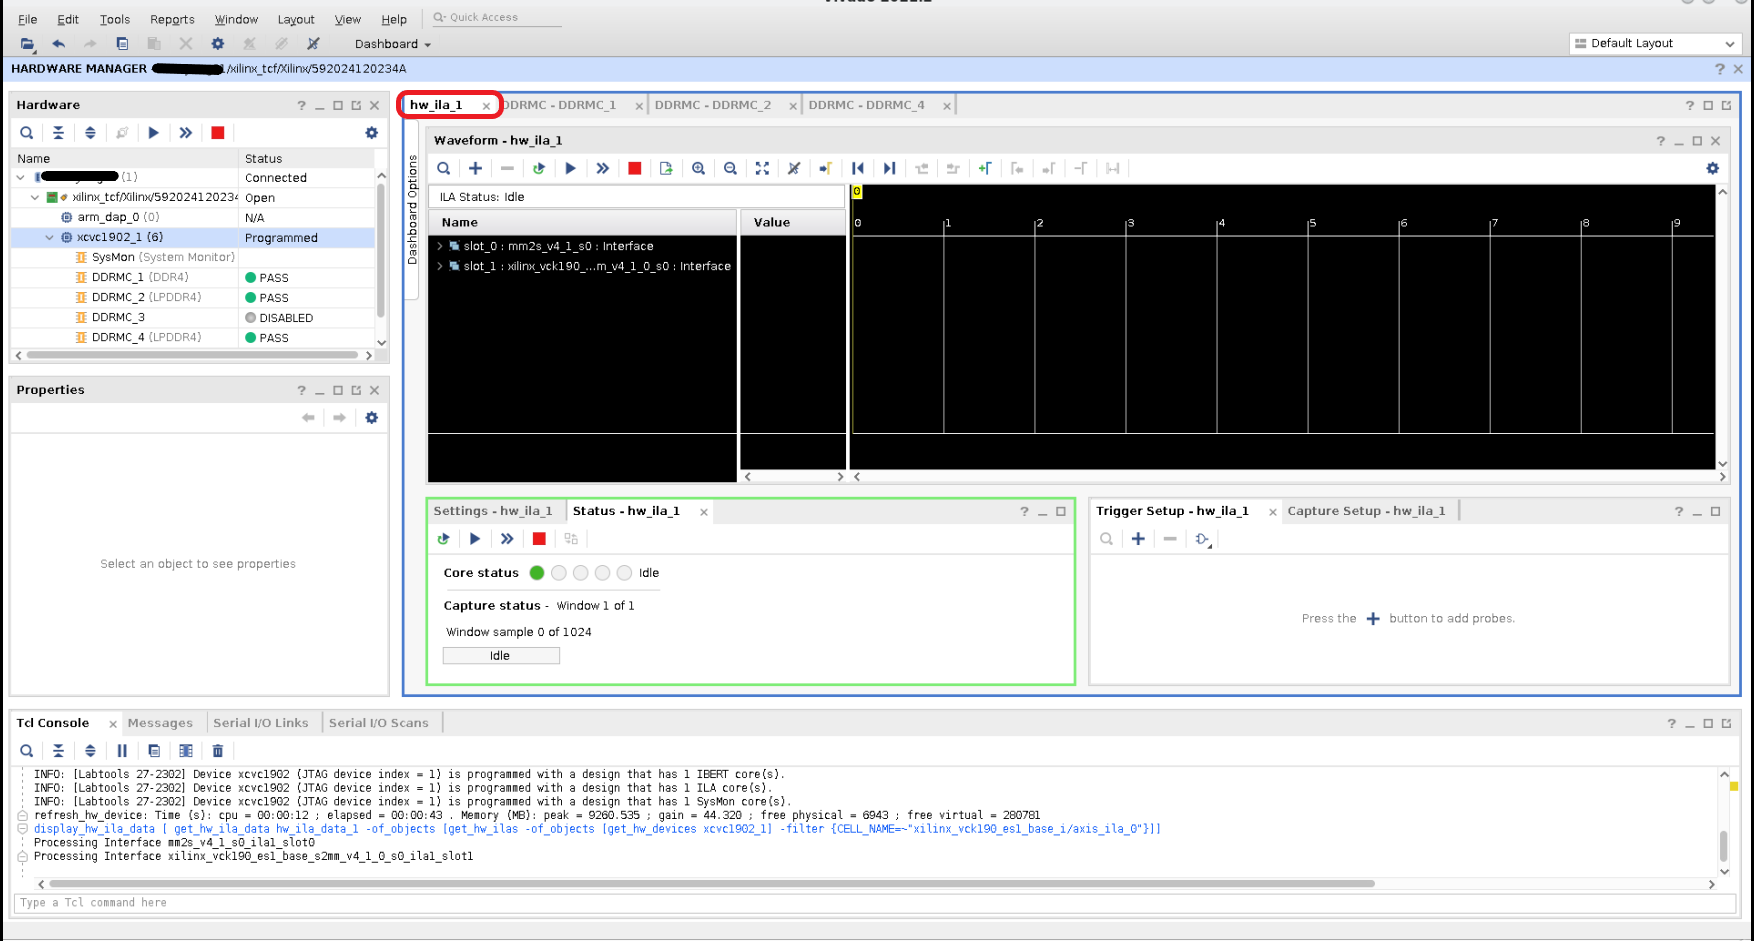 File Edit Tools Reports Window Layout View Help Quick Access
Dashboard Default Layout
HARDWARE MANAGER /xilinx_tcf/Xilinx/592024120234A
Hardware
Name Status
(1) Connected
xilinx_tcf/Xilinx/59202412023 Open
arm_dap_0 (0) N/A
xcvc1902_1 (6) Programmed
SysMon (System Monitor)
DDRMC_1 (DDR4) PASS
DDRMC_2 (LPDDR4) PASS
DDRMC_3 DISABLED
DDRMC_4 (LPDDR4) PASS
Properties
Select an object to see properties
hw_ila_1 DDRMC - DDRMC_1 DDRMC - DDRMC_2 DDRMC - DDRMC_4
Dashboard Options
Waveform - hw_ila_1
ILA Status: Idle
Name Value
0
0 1 2 3 4 5 6 7 8 9
slot_0 : mm2s_v4_1_s0 : Interface
slot_1 : xilinx_vck190_...m_v4_1_0_s0 : Interface
Settings - hw_ila_1 Status - hw_ila_1
Core status Idle
Capture status - Window 1 of 1
Window sample 0 of 1024
Idle
Trigger Setup - hw_ila_1 Capture Setup - hw_ila_1
Press the + button to add probes.
Tcl Console Messages Serial I/O Links Serial I/O Scans
INFO: [Labtools 27-2302] Device xcvc1902 (JTAG device index = 1) is programmed with a design that has 1 IBERT core(s).
INFO: [Labtools 27-2302] Device xcvc1902 (JTAG device index = 1) is programmed with a design that has 1 ILA core(s).
INFO: [Labtools 27-2302] Device xcvc1902 (JTAG device index = 1) is programmed with a design that has 1 SysMon core(s).
refresh_hw_device: Time (s): cpu = 00:00:12 ; elapsed = 00:00:43 . Memory (MB): peak = 9260.535 ; gain = 44.320 ; free physical = 6943 ; free virtual = 280781
display_hw_ila_data [ get_hw_ila_data hw_ila_data_1 -of_objects [get_hw_ilas -of_objects [get_hw_devices xcvc1902_1] -filter {CELL_NAME=~"xilinx_vck190_es1_base_i/axis_ila_0"}]]
Processing Interface mm2s_v4_1_s0_ila1_slot0
Processing Interface xilinx_vck190_es1_base_s2mm_v4_1_0_s0_ila1_slot1
Type a Tcl command here